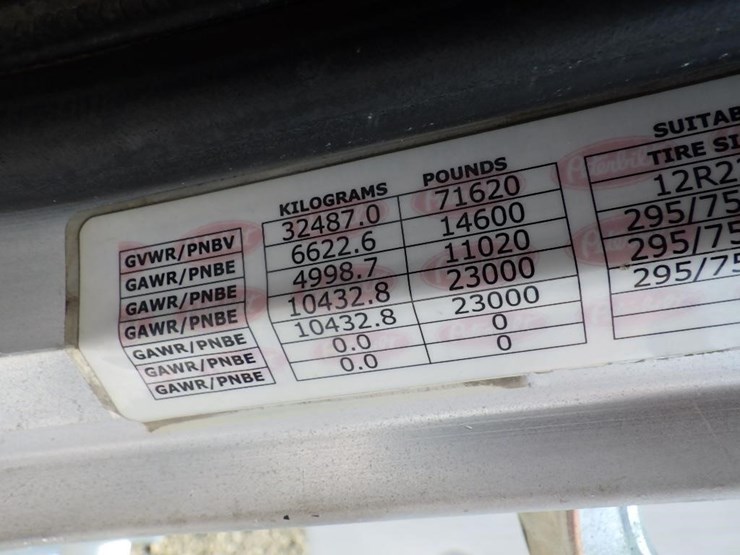 KILOGRAMS POUNDS SUITAB
TIRE SI
GVWR/PNBV 32487.0 71620 12R2
GAWR/PNBE 6622.6 14600 295/75
GAWR/PNBE 4998.7 11020 295/75
GAWR/PNBE 10432.8 23000 295/75
GAWR/PNBE 10432.8 23000
GAWR/PNBE 0.0 0
GAWR/PNBE 0.0 0